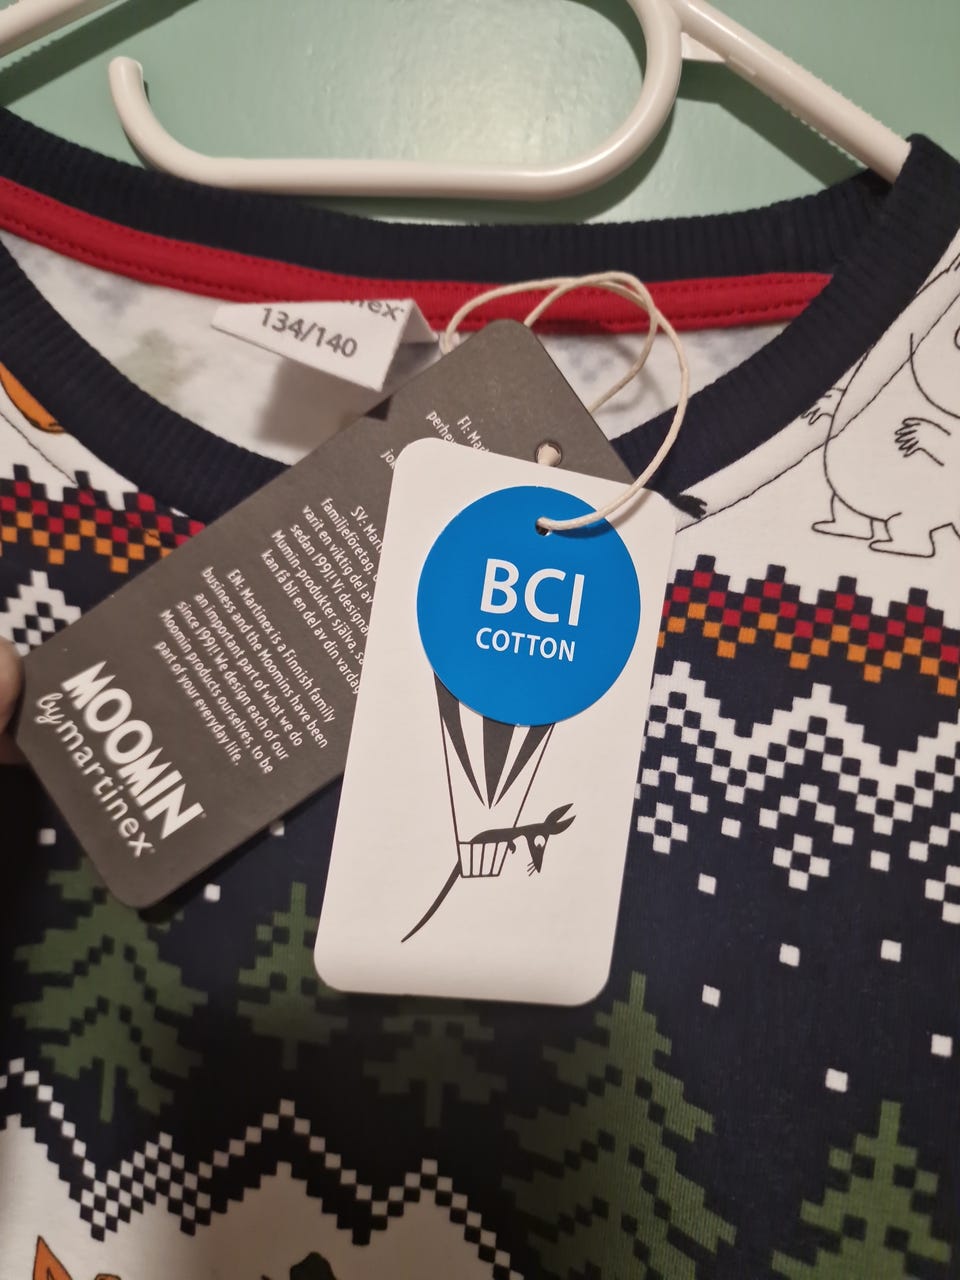 134/140
FI:
SV:
familjeföretag,
varit en viktig del av
sedan 1991! Vi designar
Mumin-produkter själva, så
kan få bli en del av din vardag
EN: Martinex is a Finnish family
business and the Moomins have been
an important part of what we do
since 1991! We design each of our
Moomin products ourselves, to be
part of your everyday life.
MOOMIN
by martinex
BCI
COTTON